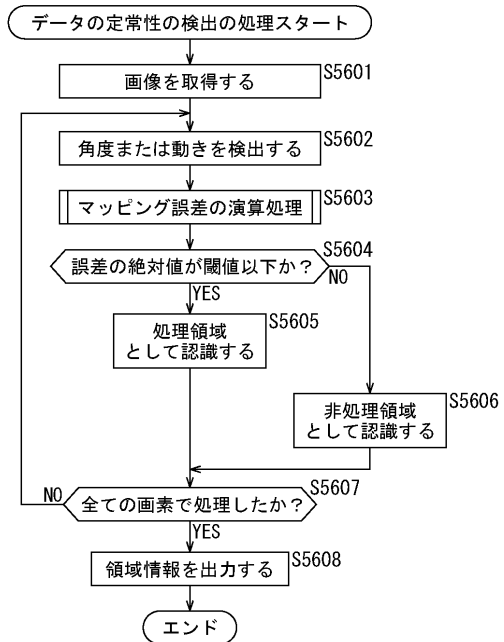 データの定常性の検出の処理スタート
画像を取得する
S5601
角度または動きを検出する
S5602
マッピング誤差の演算処理
S5603
誤差の絶対値が閾値以下か?
S5604
NO
YES
処理領域
として認識する
S5605
非処理領域
として認識する
S5606
NO
全ての画素で処理したか?
S5607
YES
領域情報を出力する
S5608
エンド